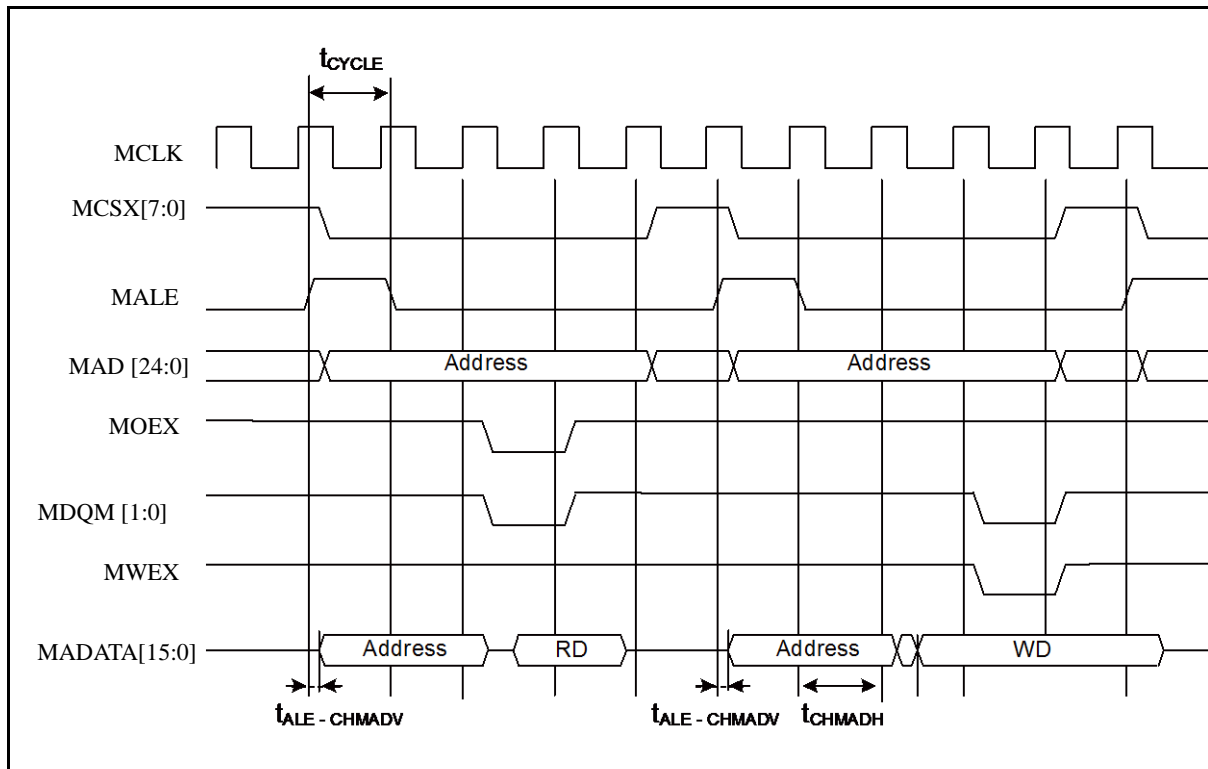 tCYCLE
MCLK
MCSX[7:0]
MALE
MAD [24:0] Address Address
MOEX
MDQM [1:0]
MWEX
MADATA[15:0] Address RD Address WD
tALE - CHMADV tALE - CHMADV tCHMADH